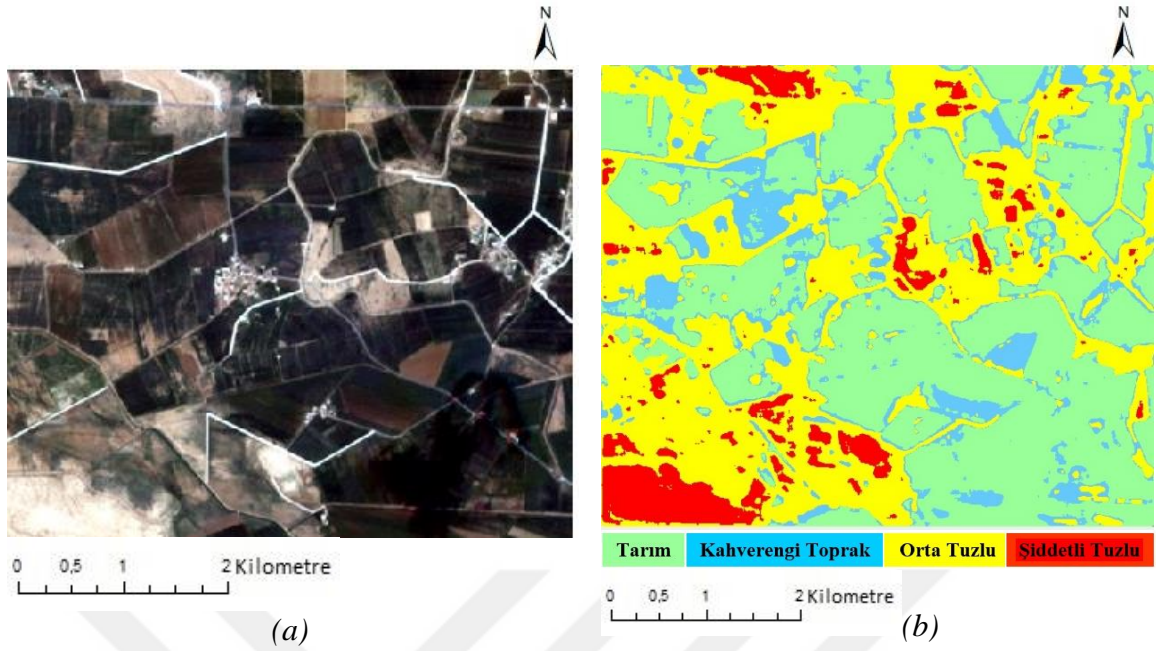 N
N
Tarım Kahverengi Toprak Orta Tuzlu Şiddetli Tuzlu
0 0,5 1 2 Kilometre
0 0,5 1 2 Kilometre
(a)
(b)